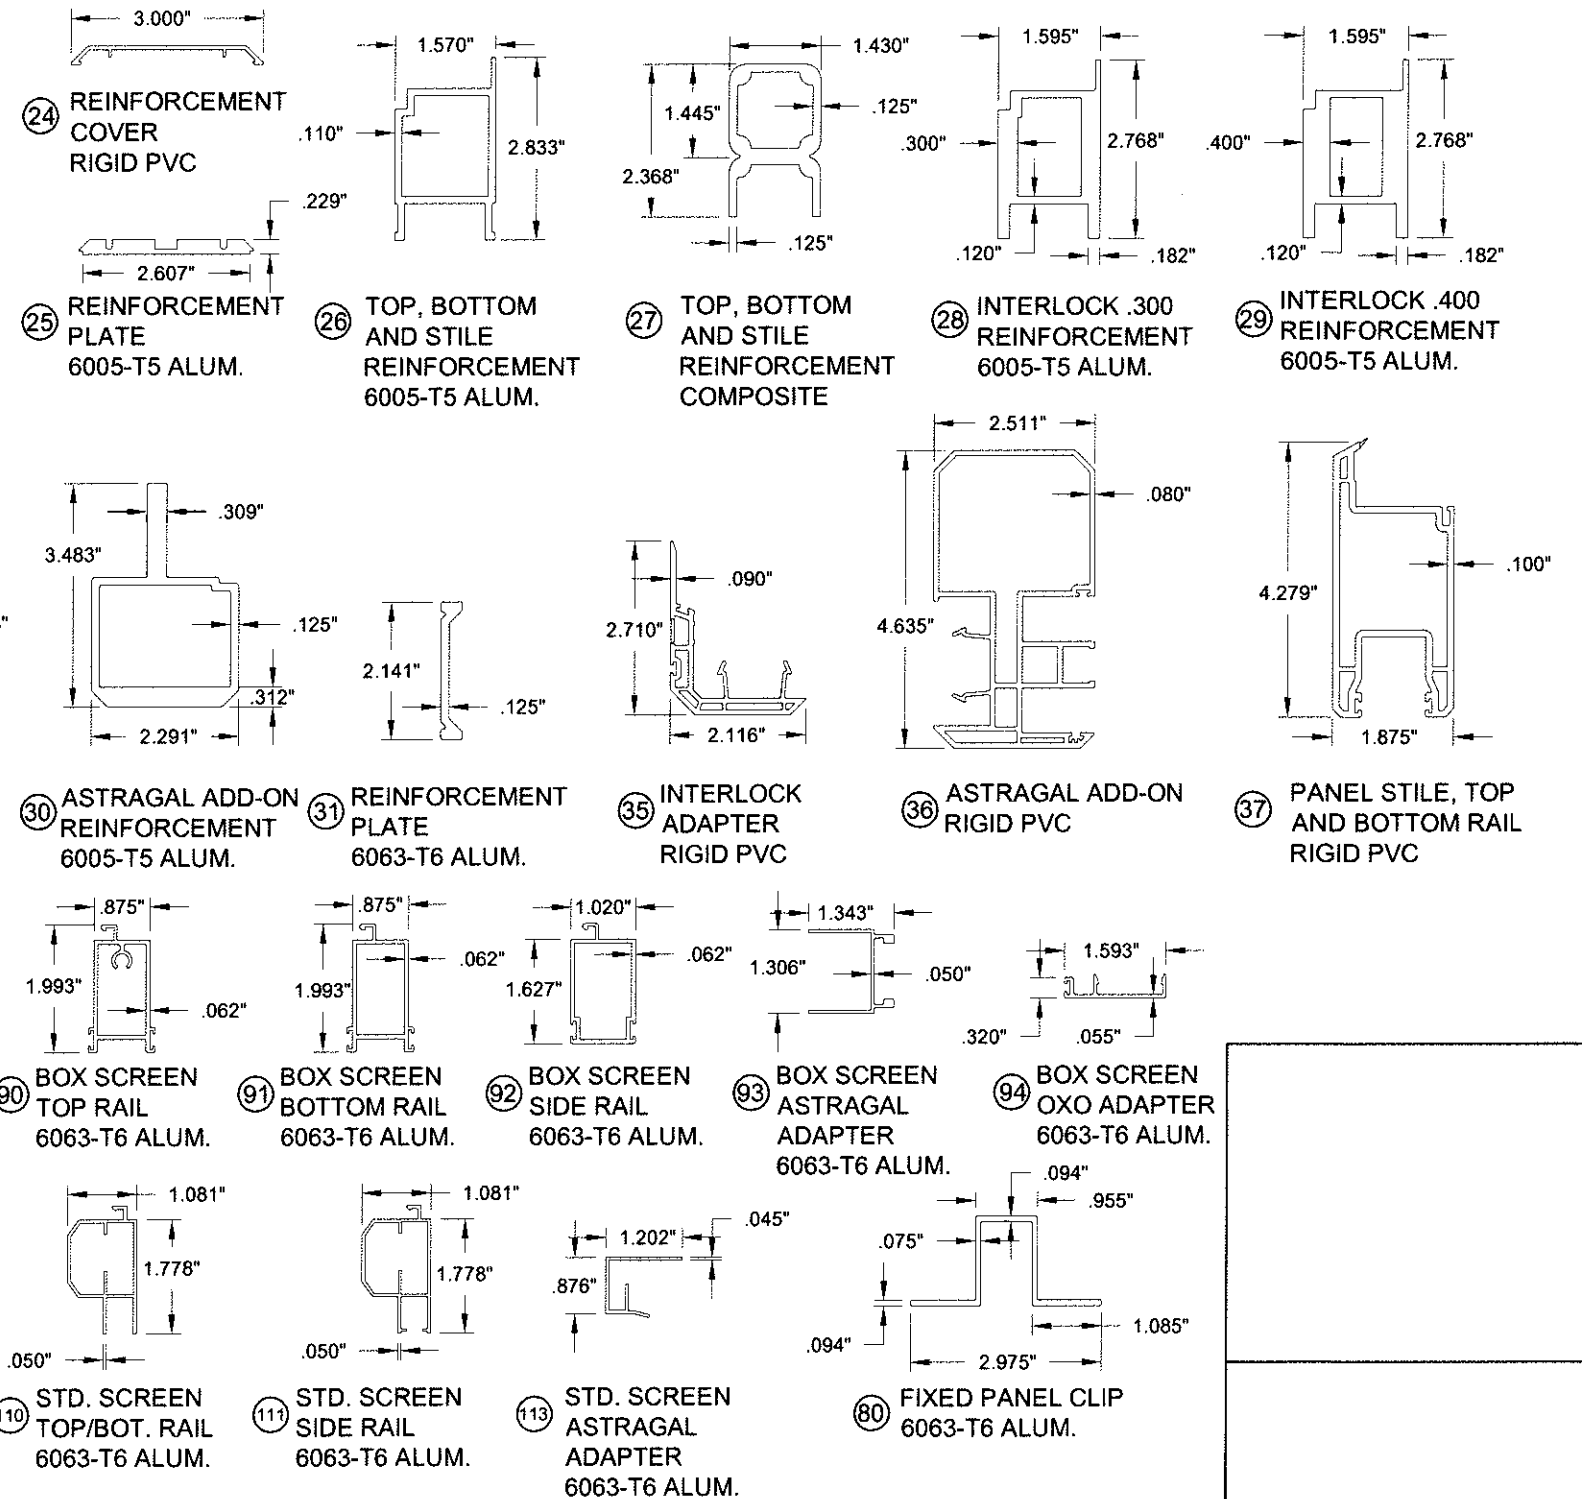 3.000"
24 REINFORCEMENT
COVER
RIGID PVC
.229"
2.607"
25 REINFORCEMENT
PLATE
6005-T5 ALUM.
1.570"
.110"
2.833"
26 TOP, BOTTOM
AND STILE
REINFORCEMENT
6005-T5 ALUM.
1.430"
1.445"
.125"
2.368"
.125"
27 TOP, BOTTOM
AND STILE
REINFORCEMENT
COMPOSITE
1.595"
.300"
2.768"
.120"
.182"
28 INTERLOCK .300
REINFORCEMENT
6005-T5 ALUM.
1.595"
.400"
2.768"
.120"
.182"
29 INTERLOCK .400
REINFORCEMENT
6005-T5 ALUM.
.309"
3.483"
.125"
.312"
2.291"
30 ASTRAGAL ADD-ON
REINFORCEMENT
6005-T5 ALUM.
2.141"
.125"
31 REINFORCEMENT
PLATE
6063-T6 ALUM.
.090"
2.710"
2.116"
35 INTERLOCK
ADAPTER
RIGID PVC
2.511"
.080"
4.635"
36 ASTRAGAL ADD-ON
RIGID PVC
.100"
4.279"
1.875"
37 PANEL STILE, TOP
AND BOTTOM RAIL
RIGID PVC
.875"
1.993"
.062"
90 BOX SCREEN
TOP RAIL
6063-T6 ALUM.
.875"
.062"
1.993"
91 BOX SCREEN
BOTTOM RAIL
6063-T6 ALUM.
1.020"
.062"
1.627"
92 BOX SCREEN
SIDE RAIL
6063-T6 ALUM.
1.343"
1.306"
.050"
93 BOX SCREEN
ASTRAGAL
ADAPTER
6063-T6 ALUM.
1.593"
.320"
.055"
94 BOX SCREEN
OXO ADAPTER
6063-T6 ALUM.
1.081"
1.778"
.050"
110 STD. SCREEN
TOP/BOT. RAIL
6063-T6 ALUM.
1.081"
1.778"
.050"
111 STD. SCREEN
SIDE RAIL
6063-T6 ALUM.
.045"
1.202"
.876"
113 STD. SCREEN
ASTRAGAL
ADAPTER
6063-T6 ALUM.
.094"
.955"
.075"
.094"
1.085"
2.975"
80 FIXED PANEL CLIP
6063-T6 ALUM.